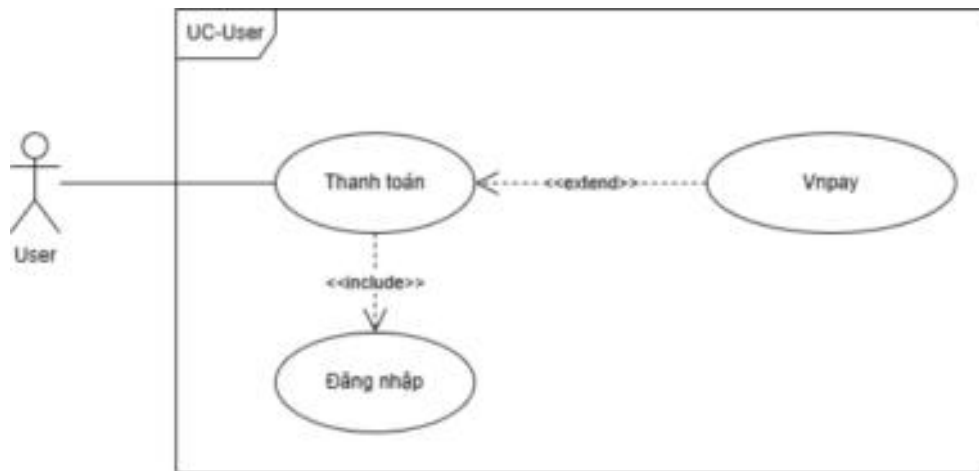 UC-User
Thanh toán
<<extend>>
Vnpay
User
<<include>>
Đăng nhập